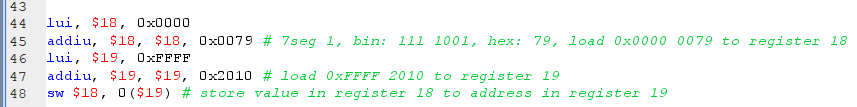 43
44 lui, $18, 0x0000
45 addiu, $18, $18, 0x0079 # 7seg 1, bin: 111 1001, hex: 79, load 0x0000 0079 to register 18
46 lui, $19, 0xFFFF
47 addiu, $19, $19, 0x2010 # load 0xFFFF 2010 to register 19
48 sw $18, 0($19) # store value in register 18 to address in register 19